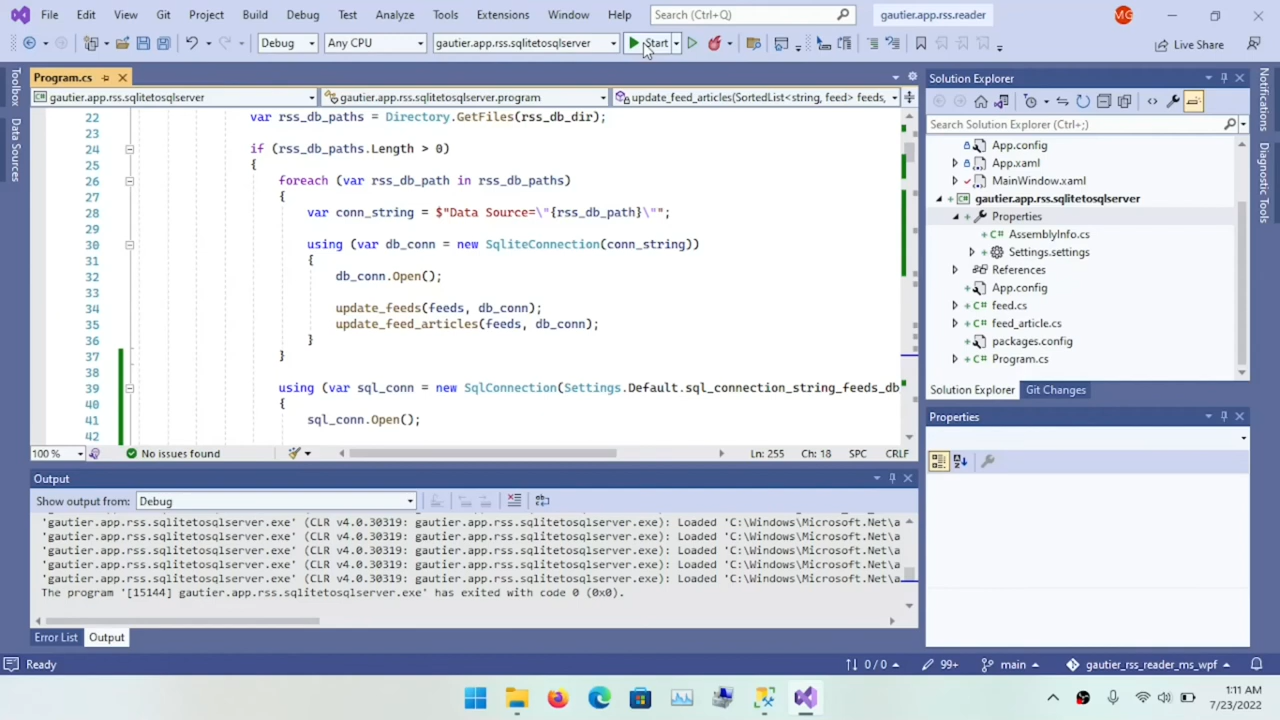 File Edit View Git Project Build Debug Test Analyze Tools Extensions Window Help Search (Ctrl+Q) gautier.app.rss.reader MG
Debug Any CPU gautier.app.rss.sqlitetosqlserver Start Live Share
Toolbox
Data Sources
Program.cs
gautier.app.rss.sqlitetosqlserver gautier.app.rss.sqlitetosqlserver.program update_feed_articles(SortedList<string, feed> feeds,
22 var rss_db_paths = Directory.GetFiles(rss_db_dir);
23
24 if (rss_db_paths.Length > 0)
25 {
26 foreach (var rss_db_path in rss_db_paths)
27 {
28 var conn_string = $"Data Source=\"{rss_db_path}\"";
29
30 using (var db_conn = new SqliteConnection(conn_string))
31 {
32 db_conn.Open();
33
34 update_feeds(feeds, db_conn);
35 update_feed_articles(feeds, db_conn);
36 }
37 }
38
39 using (var sql_conn = new SqlConnection(Settings.Default.sql_connection_string_feeds_db
40 {
41 sql_conn.Open();
42
100 % No issues found Ln: 255 Ch: 18 SPC CRLF
Output
Show output from: Debug
'gautier.app.rss.sqlitetosqlserver.exe' (CLR v4.0.30319: gautier.app.rss.sqlitetosqlserver.exe): Loaded 'C:\Windows\Microsoft.Net\a
'gautier.app.rss.sqlitetosqlserver.exe' (CLR v4.0.30319: gautier.app.rss.sqlitetosqlserver.exe): Loaded 'C:\Windows\Microsoft.Net\a
'gautier.app.rss.sqlitetosqlserver.exe' (CLR v4.0.30319: gautier.app.rss.sqlitetosqlserver.exe): Loaded 'C:\Windows\Microsoft.Net\a
'gautier.app.rss.sqlitetosqlserver.exe' (CLR v4.0.30319: gautier.app.rss.sqlitetosqlserver.exe): Loaded 'C:\Windows\Microsoft.Net\a
'gautier.app.rss.sqlitetosqlserver.exe' (CLR v4.0.30319: gautier.app.rss.sqlitetosqlserver.exe): Loaded 'C:\Windows\Microsoft.Net\a
The program '[15144] gautier.app.rss.sqlitetosqlserver.exe' has exited with code 0 (0x0).
Error List Output
Solution Explorer
Search Solution Explorer (Ctrl+;)
App.config
App.xaml
MainWindow.xaml
gautier.app.rss.sqlitetosqlserver
Properties
AssemblyInfo.cs
Settings.settings
References
App.config
feed.cs
feed_article.cs
packages.config
Program.cs
Solution Explorer Git Changes
Properties
Notifications
Diagnostic Tools
Ready 0 / 0 99+ main gautier_rss_reader_ms_wpf
1:11 AM
7/23/2022